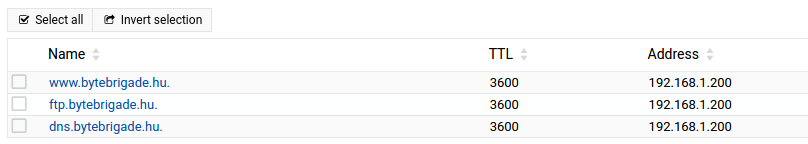 Select all Invert selection
Name TTL Address
www.bytebrigade.hu. 3600 192.168.1.200
ftp.bytebrigade.hu. 3600 192.168.1.200
dns.bytebrigade.hu. 3600 192.168.1.200